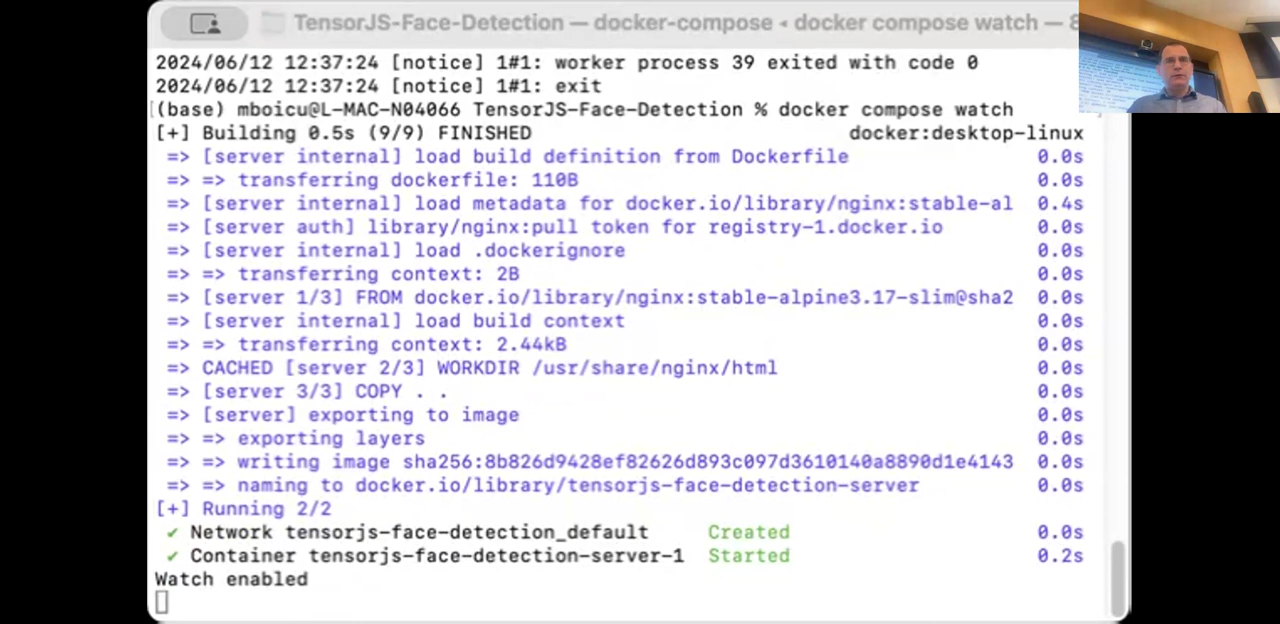 TensorJS-Face-Detection — docker-compose ◂ docker compose watch — 8
2024/06/12 12:37:24 [notice] 1#1: worker process 39 exited with code 0
2024/06/12 12:37:24 [notice] 1#1: exit
(base) mboicu@L-MAC-N04066 TensorJS-Face-Detection % docker compose watch
[+] Building 0.5s (9/9) FINISHED docker:desktop-linux
=> [server internal] load build definition from Dockerfile 0.0s
=> => transferring dockerfile: 110B 0.0s
=> [server internal] load metadata for docker.io/library/nginx:stable-al 0.4s
=> [server auth] library/nginx:pull token for registry-1.docker.io 0.0s
=> [server internal] load .dockerignore 0.0s
=> => transferring context: 2B 0.0s
=> [server 1/3] FROM docker.io/library/nginx:stable-alpine3.17-slim@sha2 0.0s
=> [server internal] load build context 0.0s
=> => transferring context: 2.44kB 0.0s
=> CACHED [server 2/3] WORKDIR /usr/share/nginx/html 0.0s
=> [server 3/3] COPY . . 0.0s
=> [server] exporting to image 0.0s
=> => exporting layers 0.0s
=> => writing image sha256:8b826d9428ef82626d893c097d3610140a8890d1e4143 0.0s
=> => naming to docker.io/library/tensorjs-face-detection-server 0.0s
[+] Running 2/2
✔ Network tensorjs-face-detection_default Created 0.0s
✔ Container tensorjs-face-detection-server-1 Started 0.2s
Watch enabled